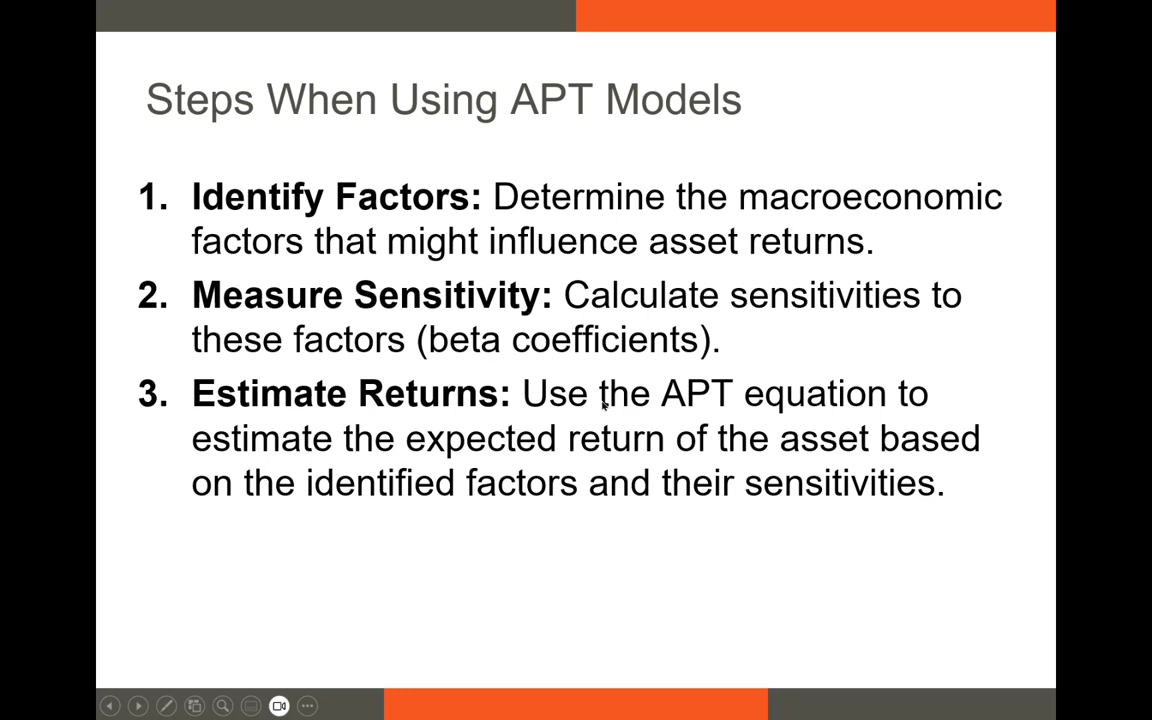 Steps When Using APT Models
1. Identify Factors: Determine the macroeconomic
factors that might influence asset returns.
2. Measure Sensitivity: Calculate sensitivities to
these factors (beta coefficients).
3. Estimate Returns: Use the APT equation to
estimate the expected return of the asset based
on the identified factors and their sensitivities.